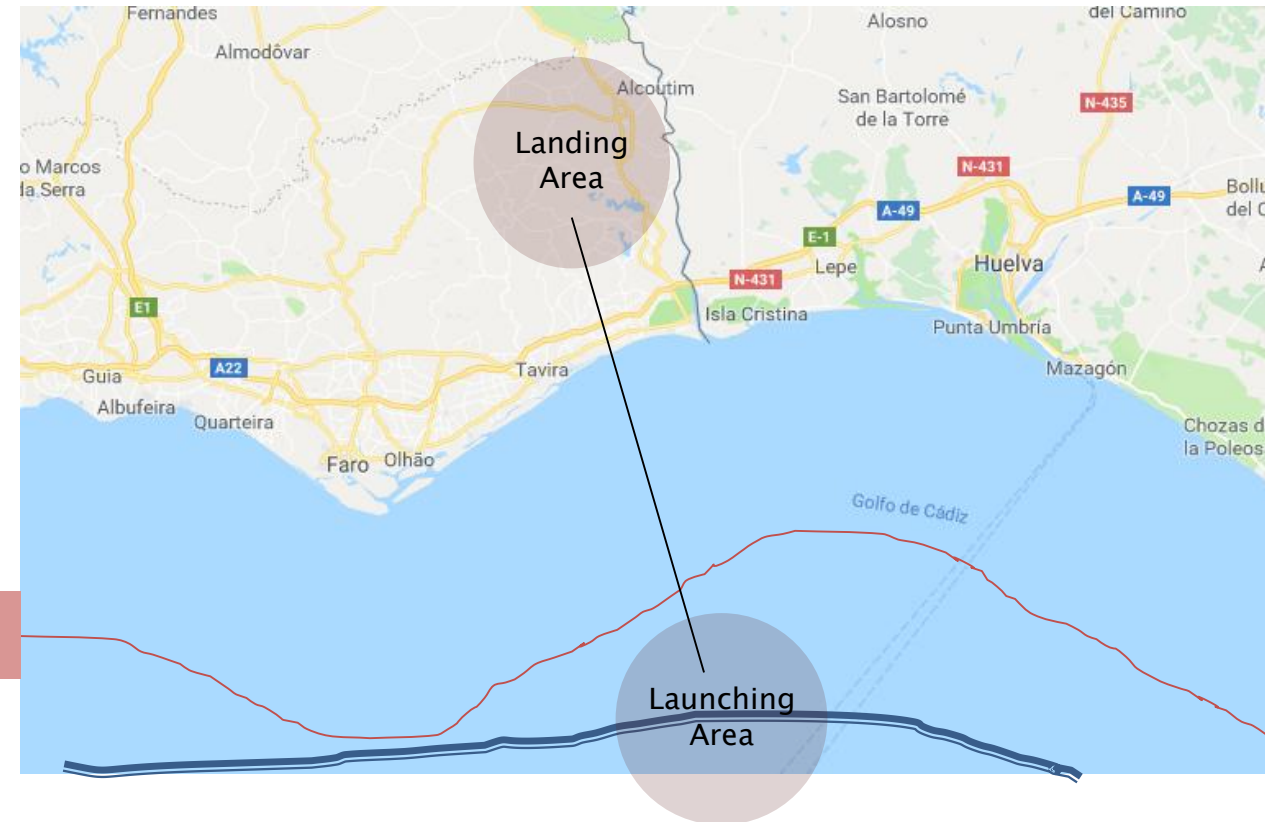 Fernandes
Alosno
del Camino
Almodôvar
Alcoutim
San Bartolomé
de la Torre
N-435
Landing
Area
o Marcos
da Serra
N-431
A-49
A-49
Bollu
del C
E-1
Lepe
Huelva
A
N-431
E1
Isla Cristina
Punta Umbría
Guia
A22
Tavira
Mazagón
Albufeira
Quarteira
Chozas d
la Poleos
Faro
Olhão
Golfo de Cádiz
Launching
Area